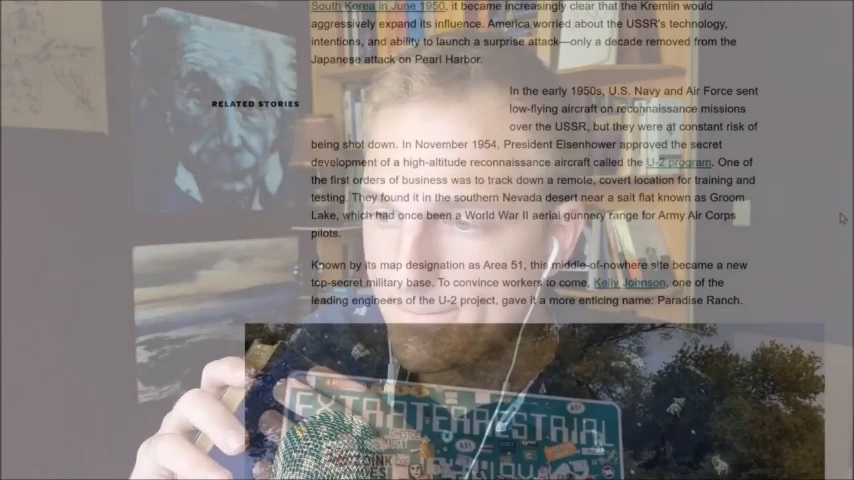 South Korea in June 1950, it became increasingly clear that the Kremlin would
aggressively expand its influence. America worried about the USSR's technology,
intentions, and ability to launch a surprise attack—only a decade removed from the
Japanese attack on Pearl Harbor.
RELATED STORIES
In the early 1950s, U.S. Navy and Air Force sent
low-flying aircraft on reconnaissance missions
over the USSR, but they were at constant risk of
being shot down. In November 1954, President Eisenhower approved the secret
development of a high-altitude reconnaissance aircraft called the U-2 program. One of
the first orders of business was to track down a remote, covert location for training and
testing. They found it in the southern Nevada desert near a salt flat known as Groom
Lake, which had once been a World War II aerial gunnery range for Army Air Corps
pilots.
Known by its map designation as Area 51, this middle-of-nowhere site became a new
top-secret military base. To convince workers to come, Kelly Johnson, one of the
leading engineers of the U-2 project, gave it a more enticing name: Paradise Ranch.
EXTRATERRESTRIAL
A51
A51